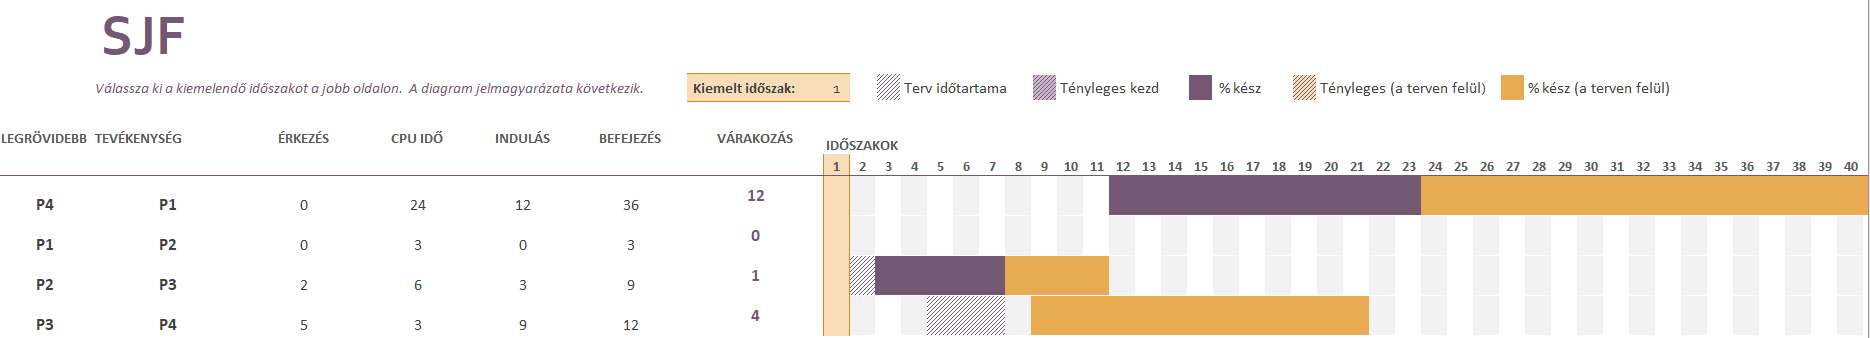 SJF
Válassza ki a kiemelendő időszakot a jobb oldalon. A diagram jelmagyarázata következik.
Kiemelt időszak: 1
Terv időtartama
Tényleges kezd
% kész
Tényleges (a terven felül)
% kész (a terven felül)
LEGRÖVIDEBB TEVÉKENYSÉG ÉRKEZÉS CPU IDŐ INDULÁS BEFEJEZÉS VÁRAKOZÁS IDŐSZAKOK
1 2 3 4 5 6 7 8 9 10 11 12 13 14 15 16 17 18 19 20 21 22 23 24 25 26 27 28 29 30 31 32 33 34 35 36 37 38 39 40
P4 P1 0 24 12 36 12
P1 P2 0 3 0 3 0
P2 P3 2 6 3 9 1
P3 P4 5 3 9 12 4